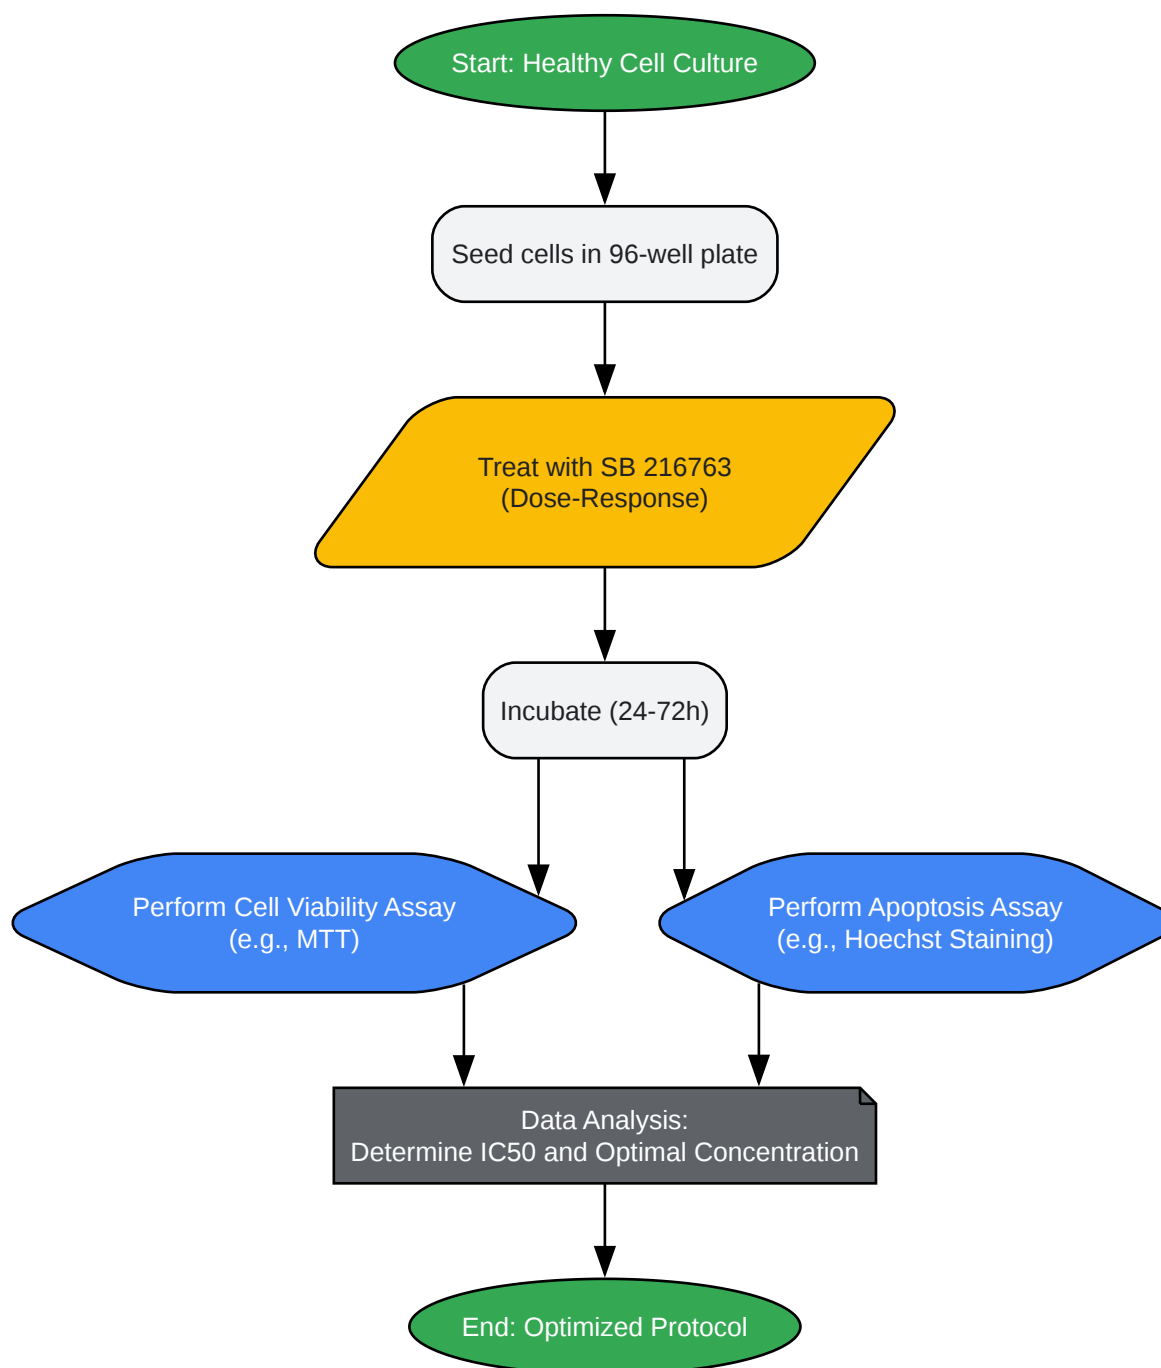 Start: Healthy Cell Culture
Seed cells in 96-well plate
Treat with SB 216763
(Dose-Response)
Incubate (24-72h)
Perform Cell Viability Assay
(e.g., MTT)
Perform Apoptosis Assay
(e.g., Hoechst Staining)
Data Analysis:
Determine IC50 and Optimal Concentration
End: Optimized Protocol